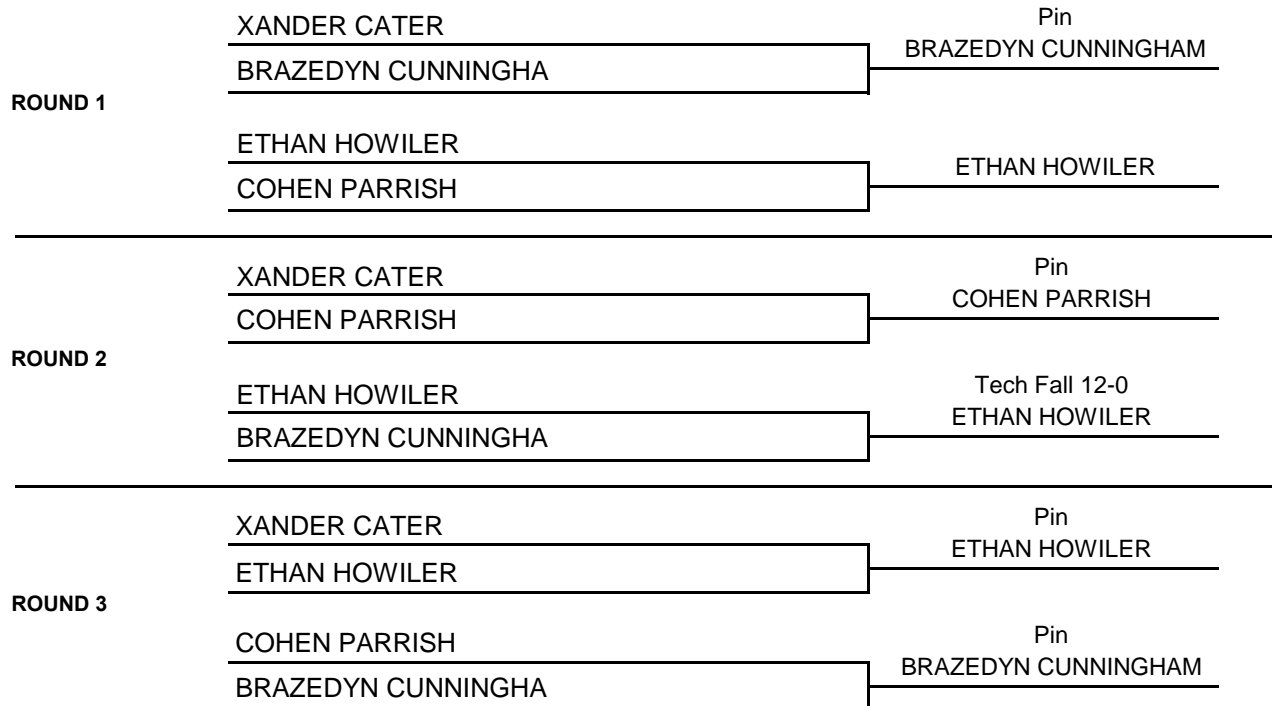 XANDER CATER
Pin
BRAZEDYN CUNNINGHAM
BRAZEDYN CUNNINGHA
ROUND 1
ETHAN HOWILER
ETHAN HOWILER
COHEN PARRISH
XANDER CATER
Pin
COHEN PARRISH
COHEN PARRISH
ROUND 2
ETHAN HOWILER
Tech Fall 12-0
ETHAN HOWILER
BRAZEDYN CUNNINGHA
XANDER CATER
Pin
ETHAN HOWILER
ETHAN HOWILER
ROUND 3
COHEN PARRISH
Pin
BRAZEDYN CUNNINGHAM
BRAZEDYN CUNNINGHA